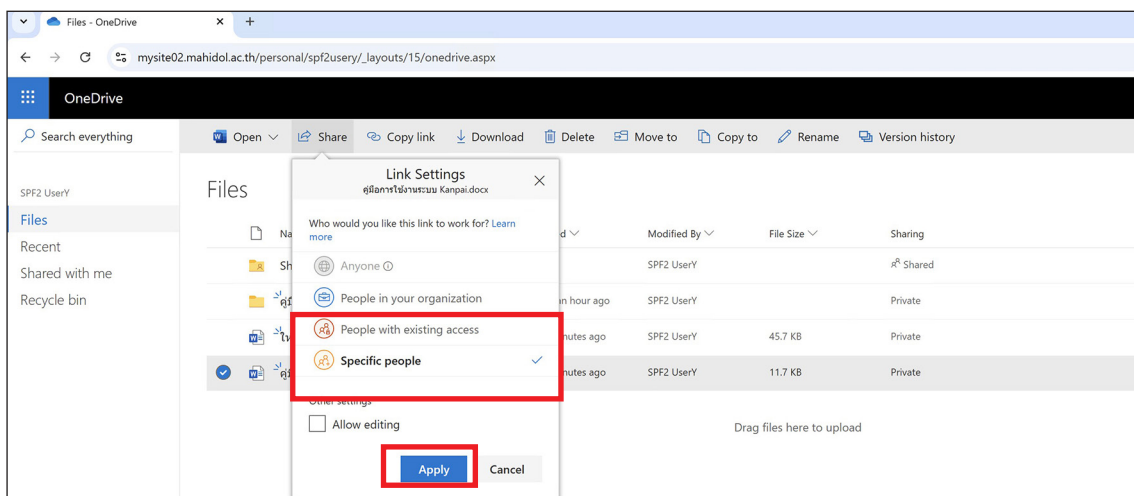 Files - OneDrive
mysite02.mahidol.ac.th/personal/spf2usery/_layouts/15/onedrive.aspx
OneDrive
Search everything
Open Share Copy link Download Delete Move to Copy to Rename Version history
SPF2 UserY
Files
Recent
Shared with me
Recycle bin
Files
Link Settings
คู่มือการใช้งานระบบ Kanpai.docx
Who would you like this link to work for? Learn
more
Anyone
People in your organization
People with existing access
Specific people
Other settings
Allow editing
Apply Cancel
Modified By File Size Sharing
SPF2 UserY Shared
an hour ago SPF2 UserY Private
SPF2 UserY 45.7 KB Private
SPF2 UserY 11.7 KB Private
Drag files here to upload